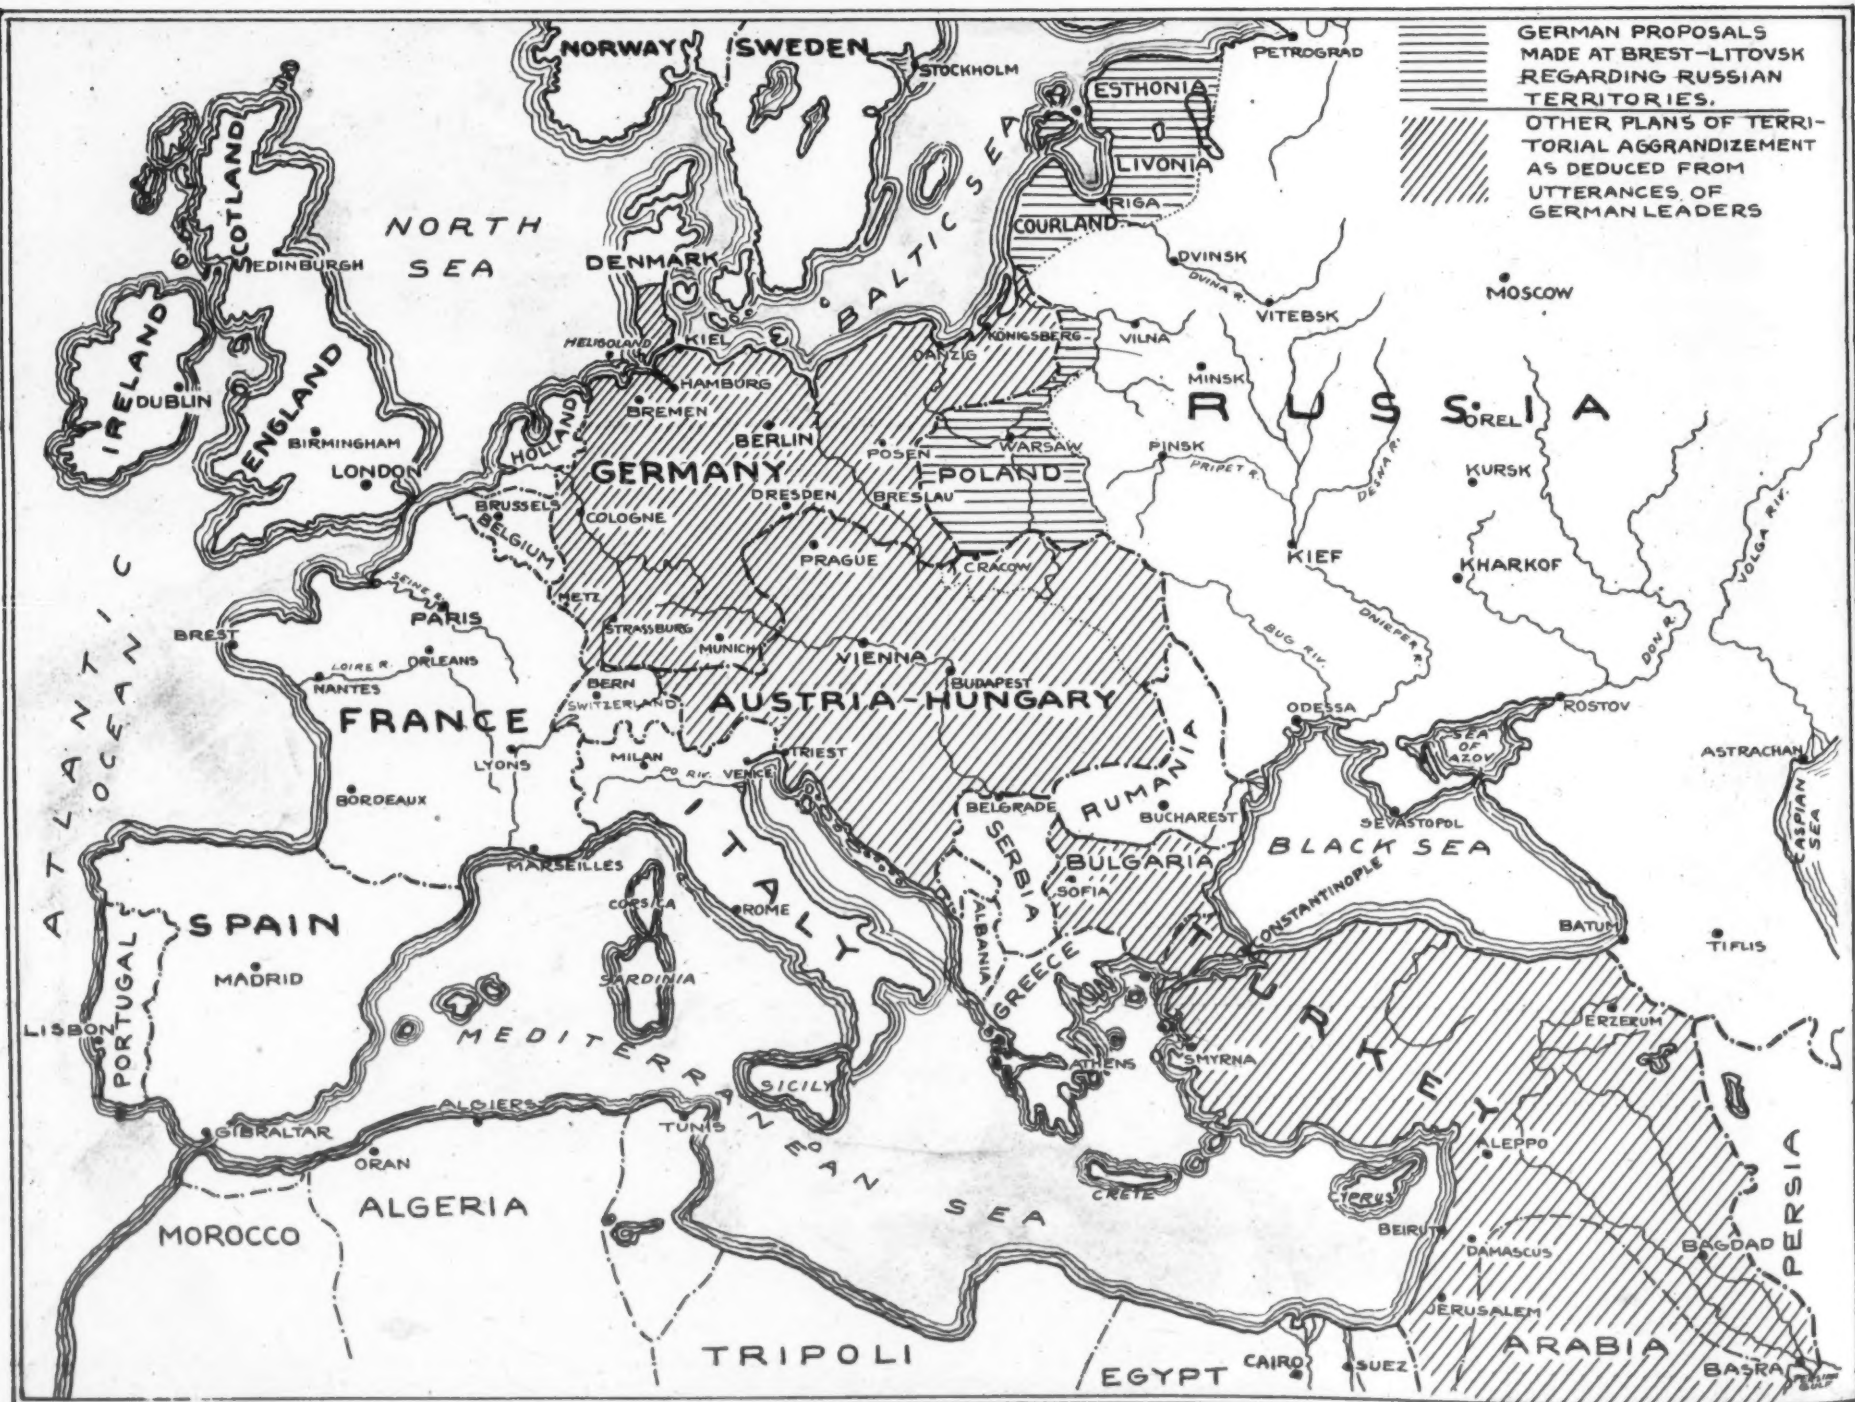 GERMAN PROPOSALS
MADE AT BREST-LITOVSK
REGARDING RUSSIAN
TERRITORIES.
OTHER PLANS OF TERRI-
TORIAL AGGRANDIZEMENT
AS DEDUCED FROM
UTTERANCES OF
GERMAN LEADERS
NORWAY
SWEDEN
STOCKHOLM
PETROGRAD
ESTHONIA
LIVONIA
RIGA
COURLAND
BALTIC SEA
SCOTLAND
EDINBURGH
NORTH
SEA
DENMARK
DVINSK
DUINA R.
VITEBSK
MOSCOW
IRELAND
DUBLIN
ENGLAND
BIRMINGHAM
LONDON
HELIGOLAND
KIEL
HAMBURG
BREMEN
BERLIN
HOLLAND
GERMANY
DANZIG
KÖNIGSBERG
VILNA
MINSK
RUSSIA
OREL
POSEN
WARSAW
POLAND
PINSK
PRIPET R.
DESNA R.
KURSK
BRUSSELS
BELGIUM
COLOGNE
DRESDEN
BRESLAU
PRAGUE
CRACOW
KIEF
KHARKOF
VOLGA RIV.
ATLANTIC
OCEAN
SEINE R.
PARIS
METZ
STRASSBURG
MUNICH
VIENNA
BUDAPEST
BUG RIV.
DNIEPER R.
DON R.
BREST
LOIRE R.
ORLEANS
NANTES
BERN
SWITZERLAND
AUSTRIA-HUNGARY
ODESSA
ROSTOV
FRANCE
LYONS
MILAN
PO RIV.
VENICE
TRIEST
RUMANIA
SEA
OF
AZOV
ASTRACHAN
CASPIAN
SEA
BORDEAUX
BELGRADE
BUCHAREST
SEVASTOPOL
MARSEILLES
ITALY
SERBIA
BULGARIA
SOFIA
BLACK SEA
CONSTANTINOPLE
CORSICA
ROME
ALBANIA
BATUM
TIFLIS
SPAIN
MADRID
PORTUGAL
LISBON
SARDINIA
GREECE
TURKEY
ERZERUM
MEDITERRANEAN SEA
SICILY
ATHENS
SMYRNA
GIBRALTAR
ALGIERS
TUNIS
ORAN
ALEPPO
CRETE
CYPRUS
PERSIA
MOROCCO
ALGERIA
BEIRUT
DAMASCUS
BAGDAD
JERUSALEM
ARABIA
TRIPOLI
EGYPT
CAIRO
SUEZ
BASRA
PERSIAN
GULF